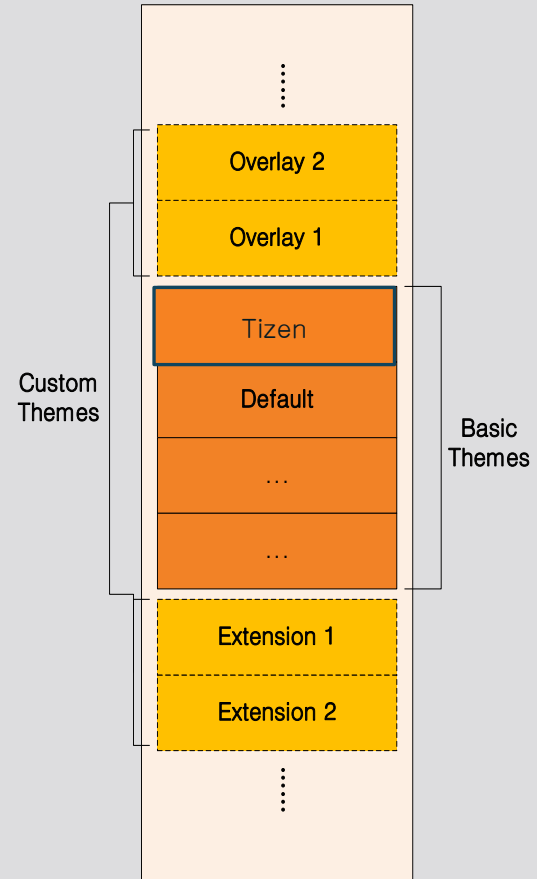 Overlay 2
Overlay 1
Tizen
Default
...
...
Extension 1
Extension 2
Custom
Themes
Basic
Themes